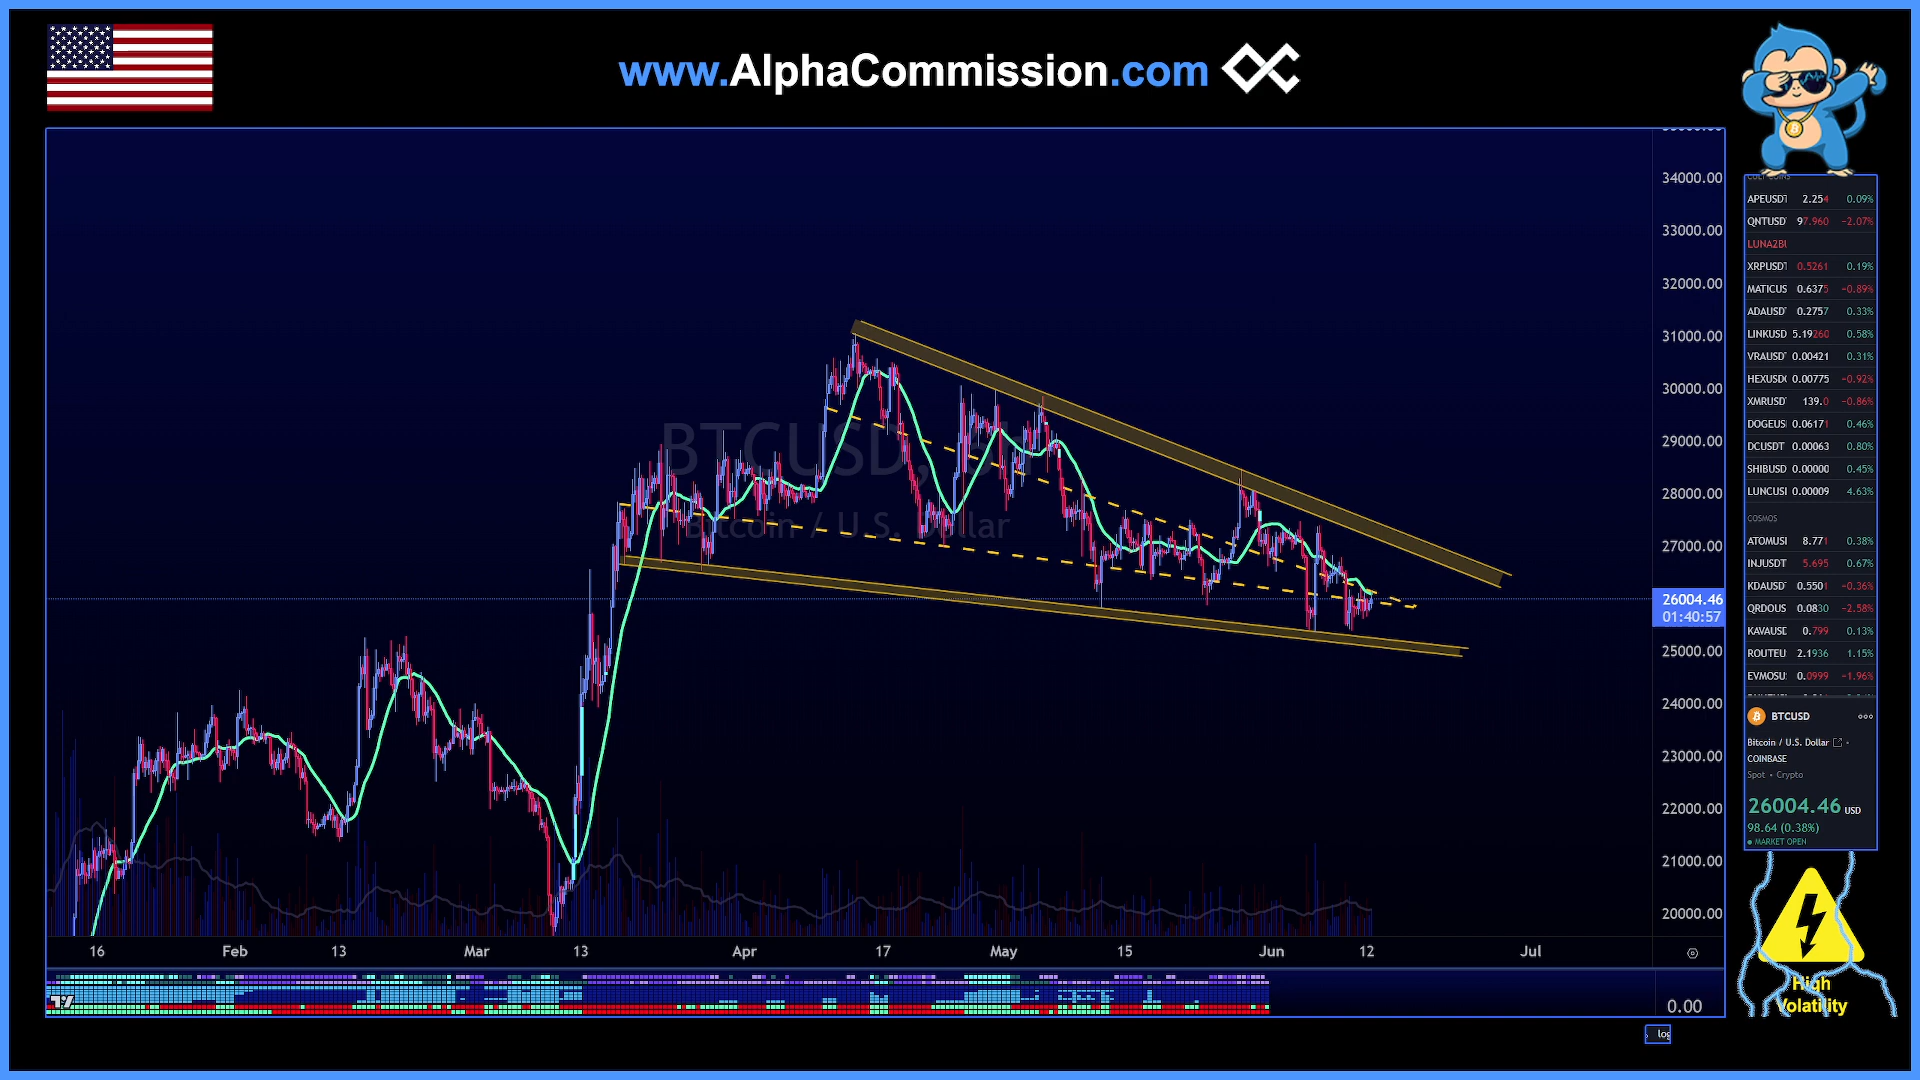 www.AlphaCommission.com
34000.00
33000.00
32000.00
31000.00
30000.00
29000.00
28000.00
27000.00
26004.46
01:40:57
25000.00
24000.00
23000.00
22000.00
21000.00
20000.00
BTCUSD,
Bitcoin / U.S. Dollar
16 Feb 13 Mar 13 Apr 17 May 15 Jun 12 Jul
0.00
log
APEUSDT 2.254 0.09%
QNTUSD 97.960 −2.07%
LUNA2BU
XRPUSDT 0.5261 0.19%
MATICUS 0.6375 −0.89%
ADAUSDT 0.2757 0.33%
LINKUSD 5.19260 0.58%
VRAUSDT 0.00421 0.31%
HEXUSDC 0.00775 −0.92%
XMRUSDT 139.0 −0.86%
DOGEUSI 0.06171 0.46%
DCUSDT 0.00063 0.80%
SHIBUSD 0.00000 0.45%
LUNCUSI 0.00009 4.63%
COSMOS
ATOMUSI 8.771 0.38%
INJUSDT 5.695 0.67%
KDAUSDT 0.5501 −0.36%
QRDOUS 0.0830 −2.58%
KAVAUSD 0.799 0.13%
ROUTEU 2.1936 1.15%
EVMOSU 0.0999 −1.96%
BTCUSD
Bitcoin / U.S. Dollar
COINBASE
Spot • Crypto
26004.46 USD
98.64 (0.38%)
MARKET OPEN
High
Volatility